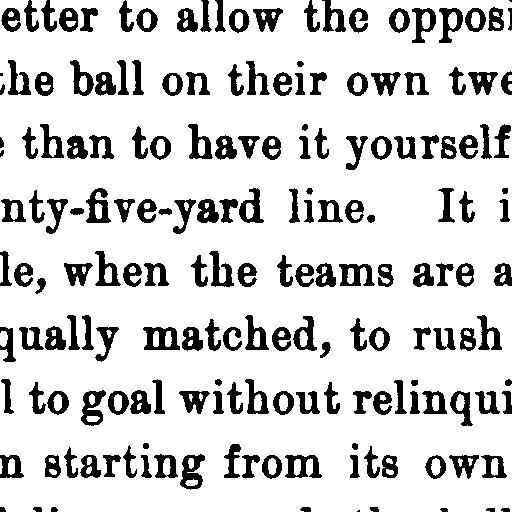 etter to allow the opposi
the ball on their own twe
e than to have it yourself
nty-five-yard line. It i
le, when the teams are a
qually matched, to rush
l to goal without relinqui
n starting from its own